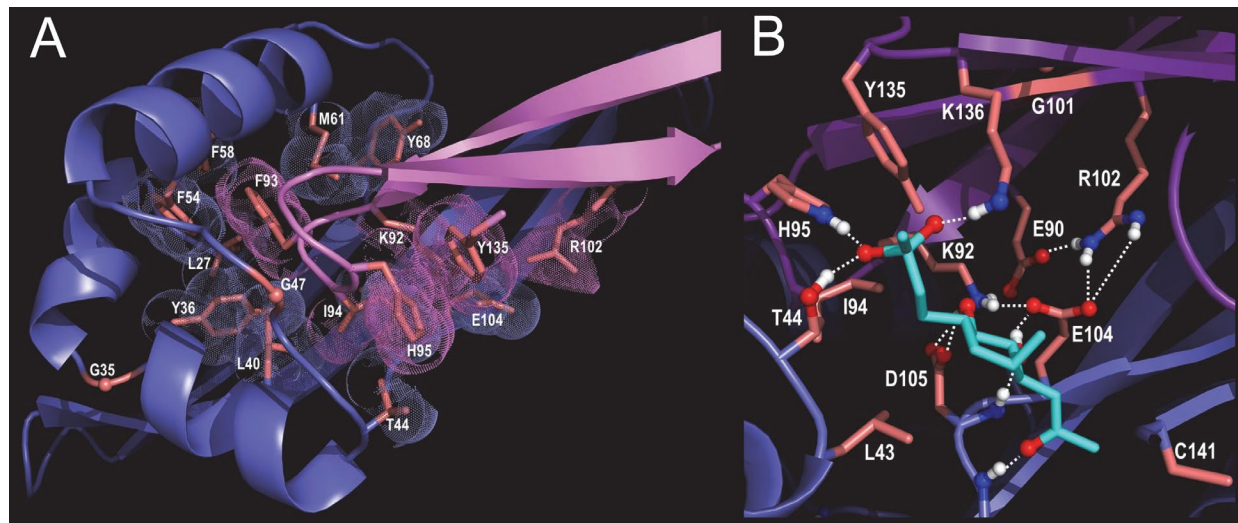 A
M61
Y68
F58
F93
F54
K92
Y135
R102
L27
G47
Y36
I94
E104
H95
L40
G35
T44
B
Y135
K136
G101
R102
H95
E90
K92
T44
I94
E104
D105
L43
C141